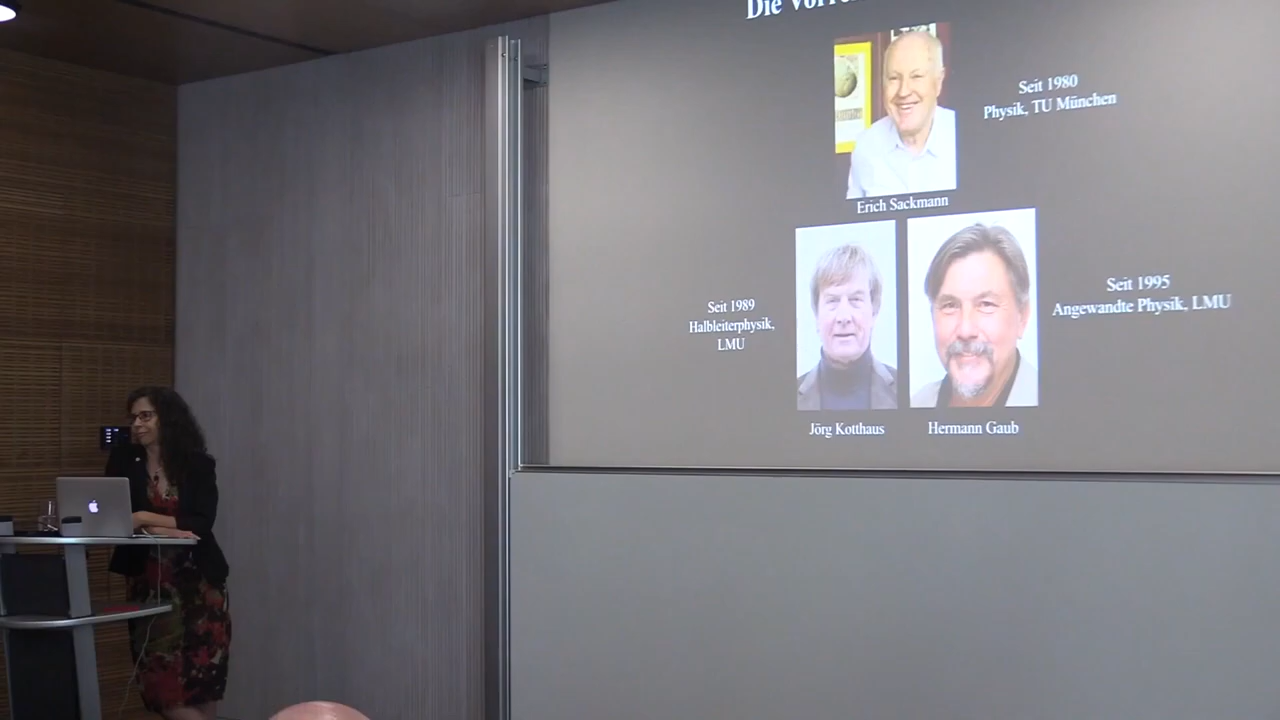 Die
Seit 1980
Physik, TU München
Erich Sackmann
Seit 1989
Halbleiterphysik,
LMU
Seit 1995
Angewandte Physik, LMU
Jörg Kotthaus
Hermann Gaub